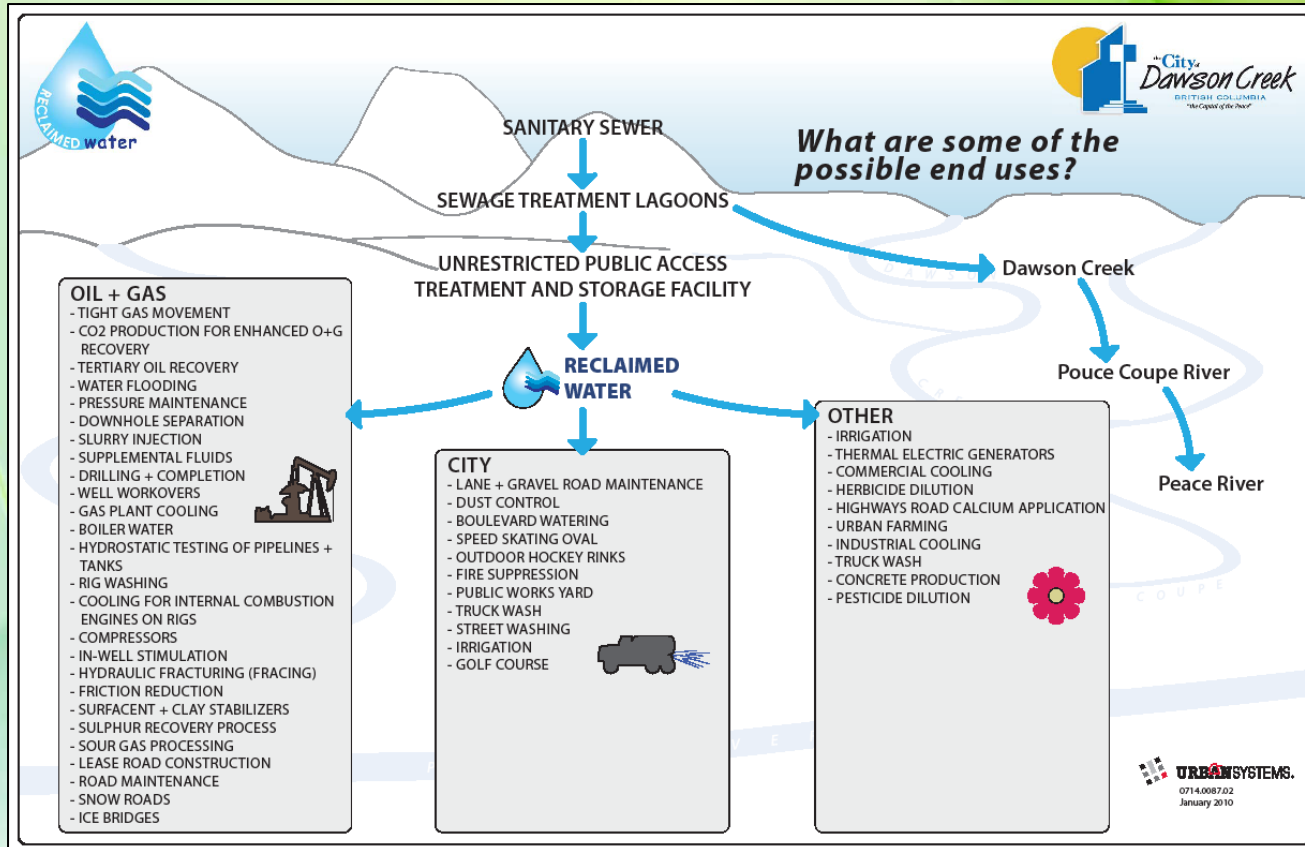 RECLAIMED
water
the City of
Dawson Creek
BRITISH COLUMBIA
"the Capital of the Peace"
What are some of the
possible end uses?
SANITARY SEWER
SEWAGE TREATMENT LAGOONS
UNRESTRICTED PUBLIC ACCESS
TREATMENT AND STORAGE FACILITY
RECLAIMED
WATER
Dawson Creek
Pouce Coupe River
Peace River
OIL + GAS
- TIGHT GAS MOVEMENT
- CO2 PRODUCTION FOR ENHANCED O+G
RECOVERY
- TERTIARY OIL RECOVERY
- WATER FLOODING
- PRESSURE MAINTENANCE
- DOWNHOLE SEPARATION
- SLURRY INJECTION
- SUPPLEMENTAL FLUIDS
- DRILLING + COMPLETION
- WELL WORKOVERS
- GAS PLANT COOLING
- BOILER WATER
- HYDROSTATIC TESTING OF PIPELINES +
TANKS
- RIG WASHING
- COOLING FOR INTERNAL COMBUSTION
ENGINES ON RIGS
- COMPRESSORS
- IN-WELL STIMULATION
- HYDRAULIC FRACTURING (FRACING)
- FRICTION REDUCTION
- SURFACENT + CLAY STABILIZERS
- SULPHUR RECOVERY PROCESS
- SOUR GAS PROCESSING
- LEASE ROAD CONSTRUCTION
- ROAD MAINTENANCE
- SNOW ROADS
- ICE BRIDGES
CITY
- LANE + GRAVEL ROAD MAINTENANCE
- DUST CONTROL
- BOULEVARD WATERING
- SPEED SKATING OVAL
- OUTDOOR HOCKEY RINKS
- FIRE SUPPRESSION
- PUBLIC WORKS YARD
- TRUCK WASH
- STREET WASHING
- IRRIGATION
- GOLF COURSE
OTHER
- IRRIGATION
- THERMAL ELECTRIC GENERATORS
- COMMERCIAL COOLING
- HERBICIDE DILUTION
- HIGHWAYS ROAD CALCIUM APPLICATION
- URBAN FARMING
- INDUSTRIAL COOLING
- TRUCK WASH
- CONCRETE PRODUCTION
- PESTICIDE DILUTION
COUPE
URBANSYSTEMS.
0714.0087.02
January 2010